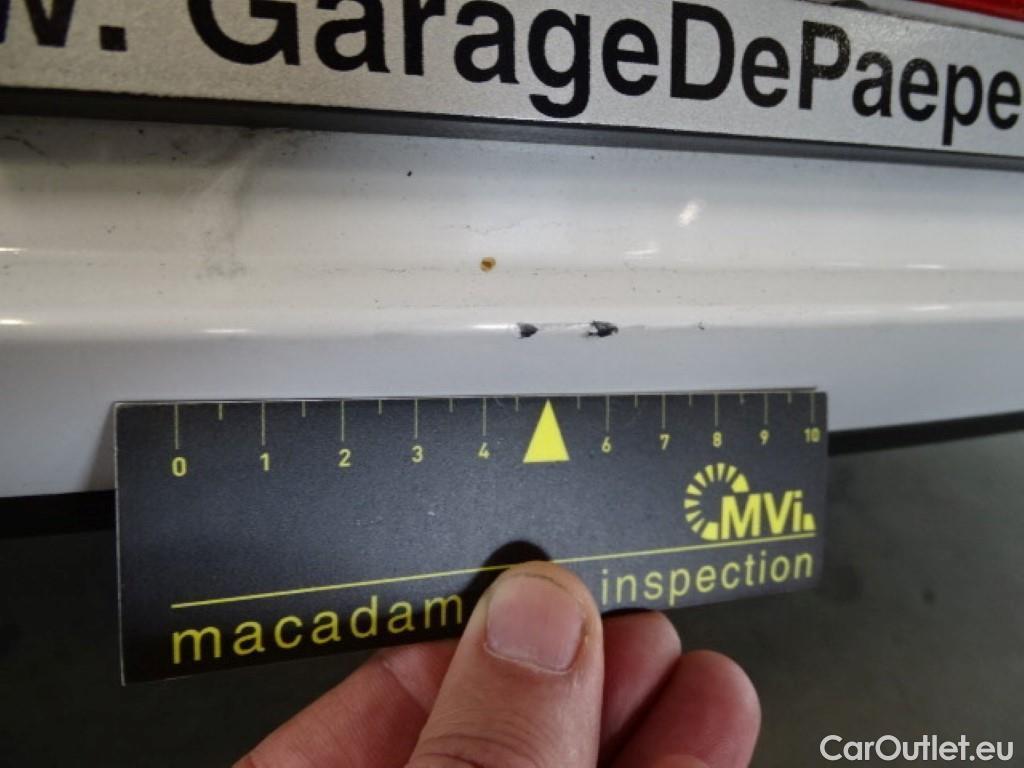 w. GarageDePaepe
0 1 2 3 4 6 7 8 9 10
MVi.
macadam inspection
CarOutlet.eu